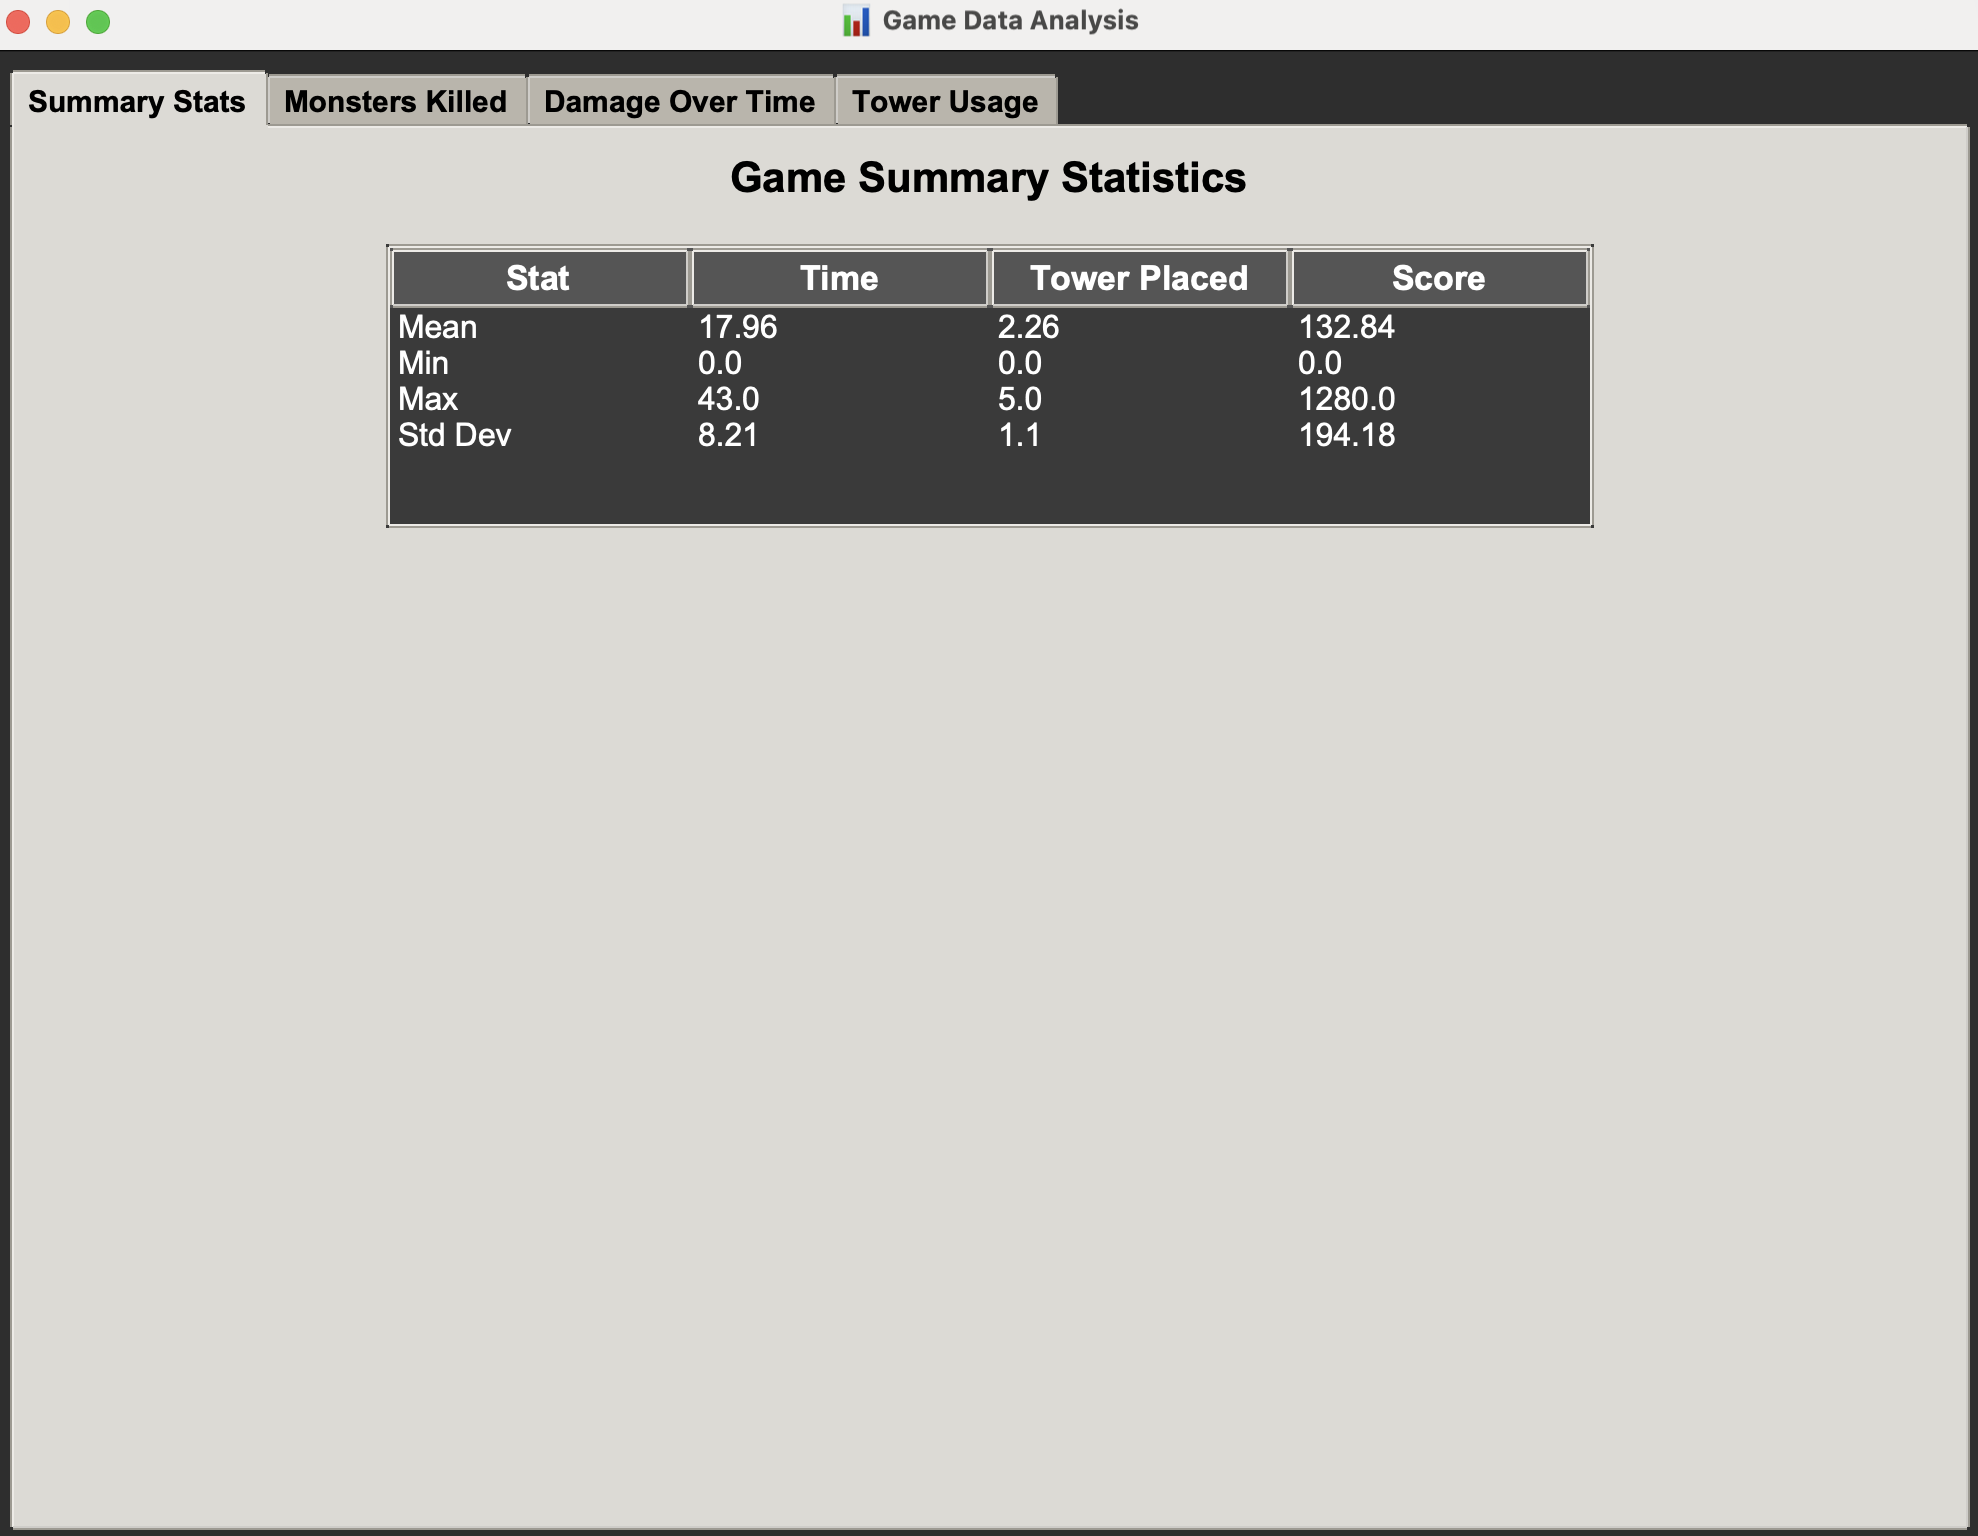 Game Data Analysis
Summary Stats Monsters Killed Damage Over Time Tower Usage
Game Summary Statistics
Stat Time Tower Placed Score
Mean 17.96 2.26 132.84
Min 0.0 0.0 0.0
Max 43.0 5.0 1280.0
Std Dev 8.21 1.1 194.18